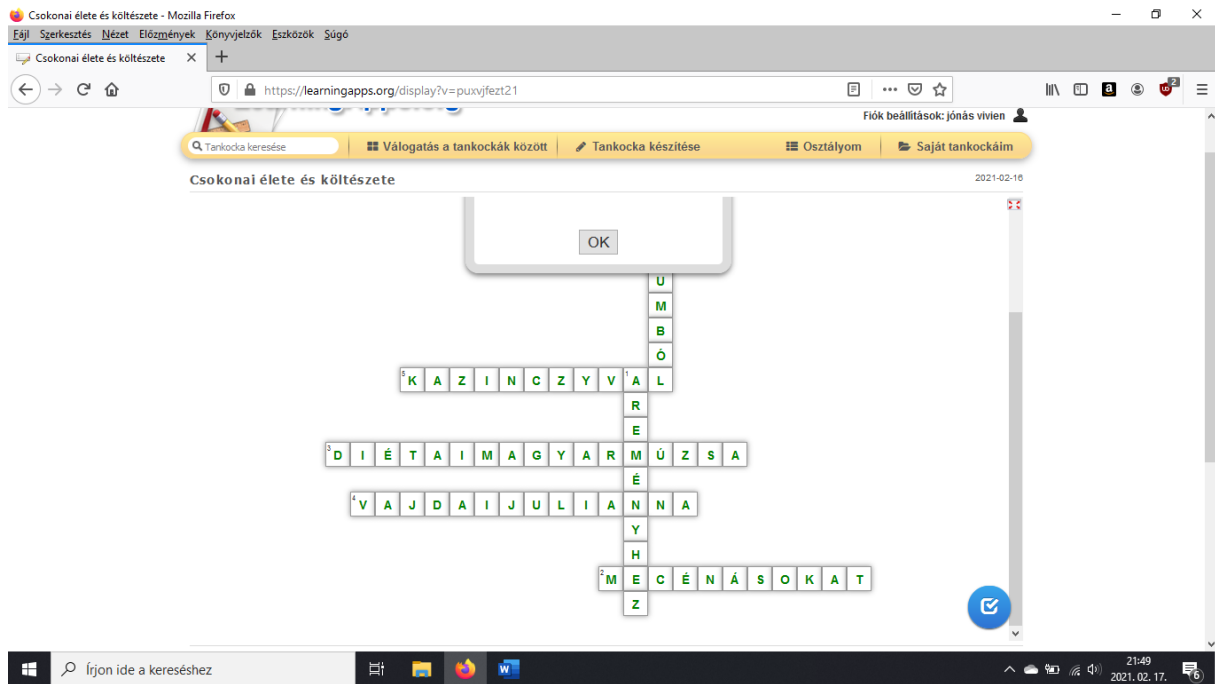 Csokonai élete és költészete - Mozilla Firefox
Fájl Szerkesztés Nézet Előzmények Könyvjelzők Eszközök Súgó
Csokonai élete és költészete
https://learningapps.org/display?v=puxvjfezt21
2
Fiók beállítások: jónás vivien
Tankocka keresése
Válogatás a tankockák között
Tankocka készítése
Osztályom
Saját tankockáim
Csokonai élete és költészete
2021-02-16
OK
U
M
B
Ó
5 K A Z I N C Z Y V 1 A L
R
E
3 D I É T A I M A G Y A R M Ú Z S A
É
4 V A J D A I J U L I A N N A
Y
H
2 M E C É N Á S O K A T
Z
Írjon ide a kereséshez
21:49
2021. 02. 17.
6